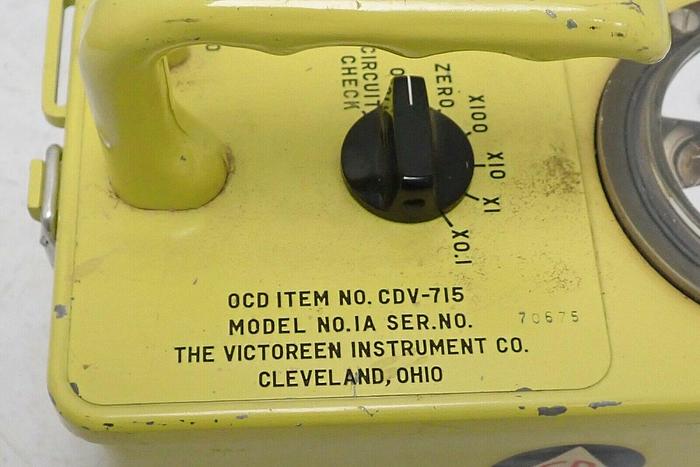 CIRCUIT
CHECK
ZERO
X100
X10
X1
X0.1
OCD ITEM NO. CDV-715
MODEL NO.1A SER.NO. 70675
THE VICTOREEN INSTRUMENT CO.
CLEVELAND, OHIO